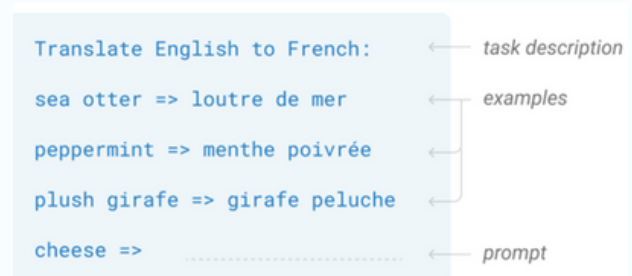 Translate English to French: task description
sea otter => loutre de mer examples
peppermint => menthe poivrée
plush girafe => girafe peluche
cheese => prompt